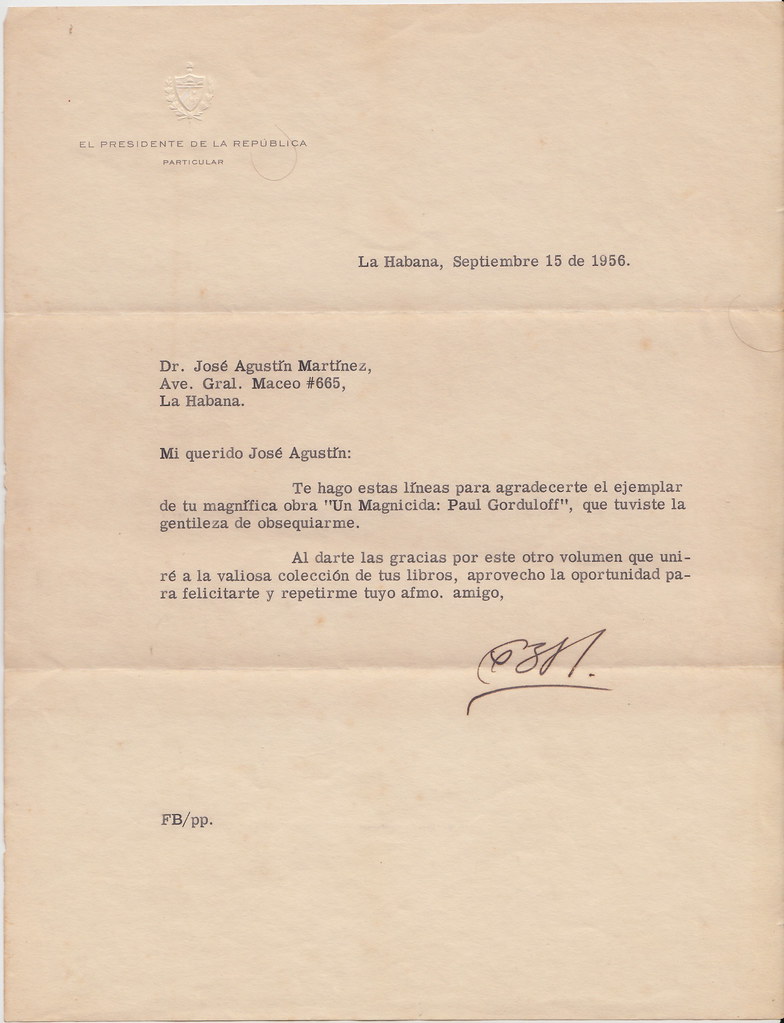 EL PRESIDENTE DE LA REPÚBLICA
PARTICULAR
La Habana, Septiembre 15 de 1956.
Dr. José Agustín Martínez,
Ave. Gral. Maceo #665,
La Habana.
Mi querido José Agustín:
Te hago estas líneas para agradecerte el ejemplar
de tu magnífica obra "Un Magnicida: Paul Gorduloff", que tuviste la
gentileza de obsequiarme.
Al darte las gracias por este otro volumen que uni-
ré a la valiosa colección de tus libros, aprovecho la oportunidad pa-
ra felicitarte y repetirme tuyo afmo. amigo,
FB/pp.